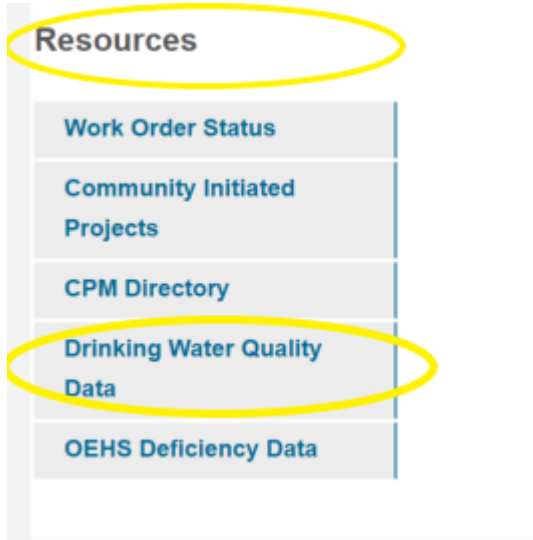 Resources
Work Order Status
Community Initiated
Projects
CPM Directory
Drinking Water Quality
Data
OEHS Deficiency Data